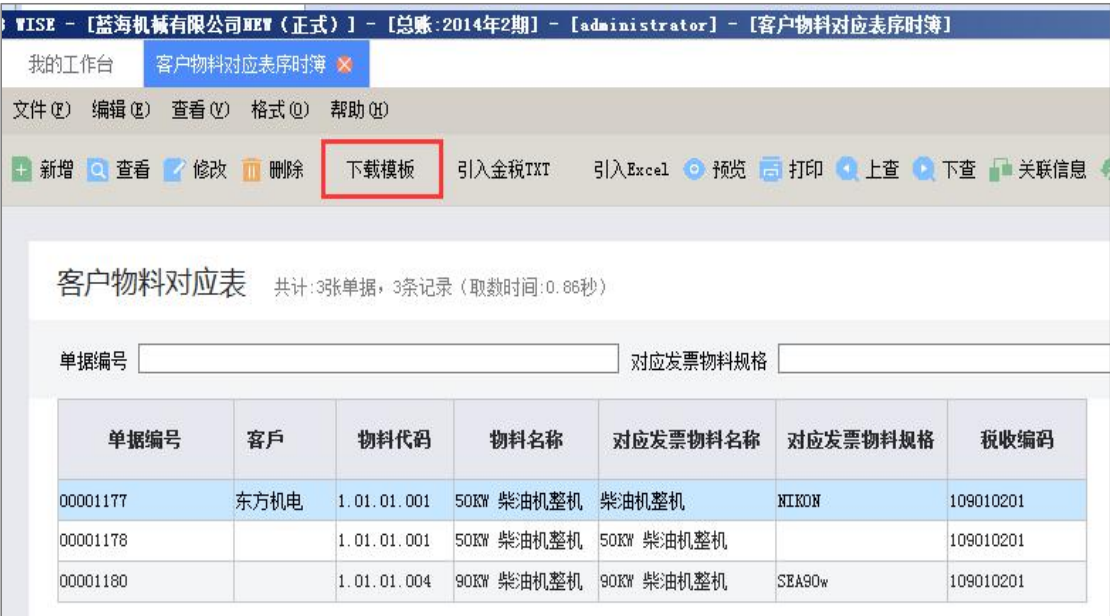 WISE - [蓝海机械有限公司NEW（正式）] - [总账:2014年2期] - [administrator] - [客户物料对应表序时簿]
我的工作台 客户物料对应表序时簿
文件(F) 编辑(E) 查看(V) 格式(O) 帮助(H)
新增 查看 修改 删除 下载模板 引入金税TXT 引入Excel 预览 打印 上查 下查 关联信息
客户物料对应表 共计:3张单据，3条记录（取数时间:0.86秒）
单据编号 对应发票物料规格
单据编号 客戶 物料代码 物料名称 对应发票物料名称 对应发票物料规格 税收编码
00001177 东方机电 1.01.01.001 50KW 柴油机整机 柴油机整机 NIKON 109010201
00001178 1.01.01.001 50KW 柴油机整机 50KW 柴油机整机 109010201
00001180 1.01.01.004 90KW 柴油机整机 90KW 柴油机整机 SEA90w 109010201